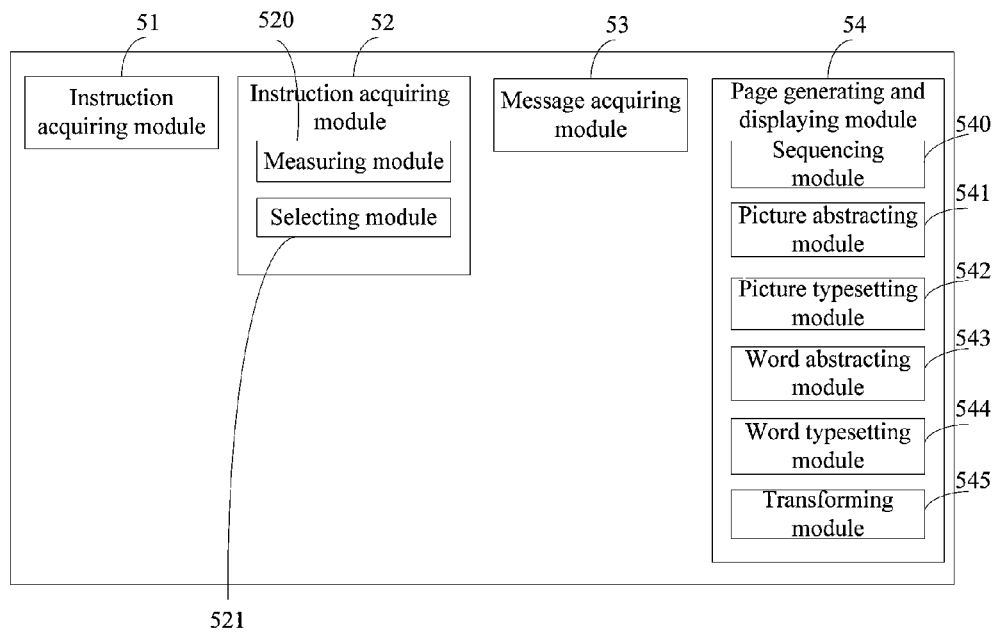 51
520
52
53
54
Instruction
acquiring module
Instruction acquiring
module
Measuring module
Selecting module
Message acquiring
module
Page generating and
displaying module
Sequencing
module
540
Picture abstracting
module
541
Picture typesetting
module
542
Word abstracting
module
543
Word typesetting
module
544
Transforming
module
545
521